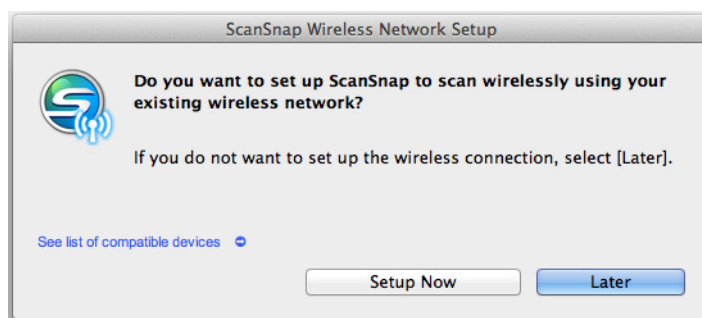 ScanSnap Wireless Network Setup
Do you want to set up ScanSnap to scan wirelessly using your
existing wireless network?
If you do not want to set up the wireless connection, select [Later].
See list of compatible devices
Setup Now
Later